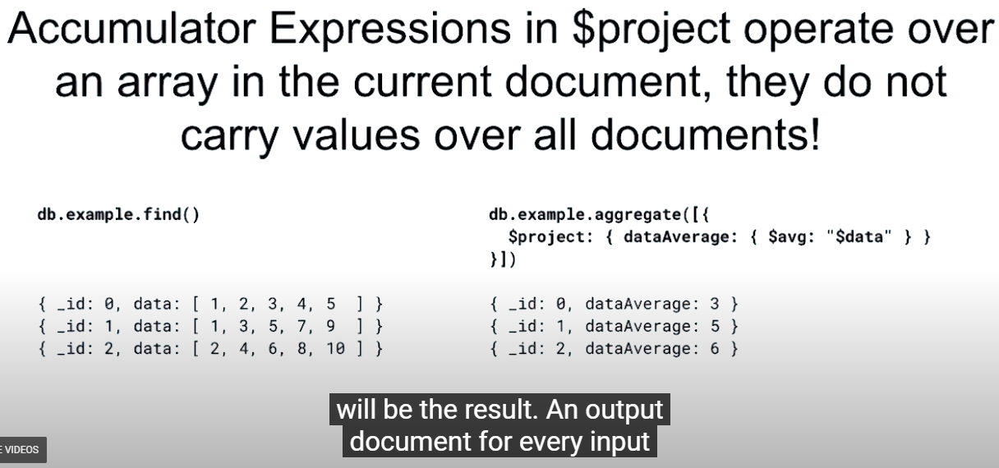 Accumulator Expressions in $project operate over
an array in the current document, they do not
carry values over all documents!
db.example.find()
{ _id: 0, data: [ 1, 2, 3, 4, 5 ] }
{ _id: 1, data: [ 1, 3, 5, 7, 9 ] }
{ _id: 2, data: [ 2, 4, 6, 8, 10 ] }
db.example.aggregate([{
$project: { dataAverage: { $avg: "$data" } }
}])
{ _id: 0, dataAverage: 3 }
{ _id: 1, dataAverage: 5 }
{ _id: 2, dataAverage: 6 }
will be the result. An output
document for every input
E VIDEOS